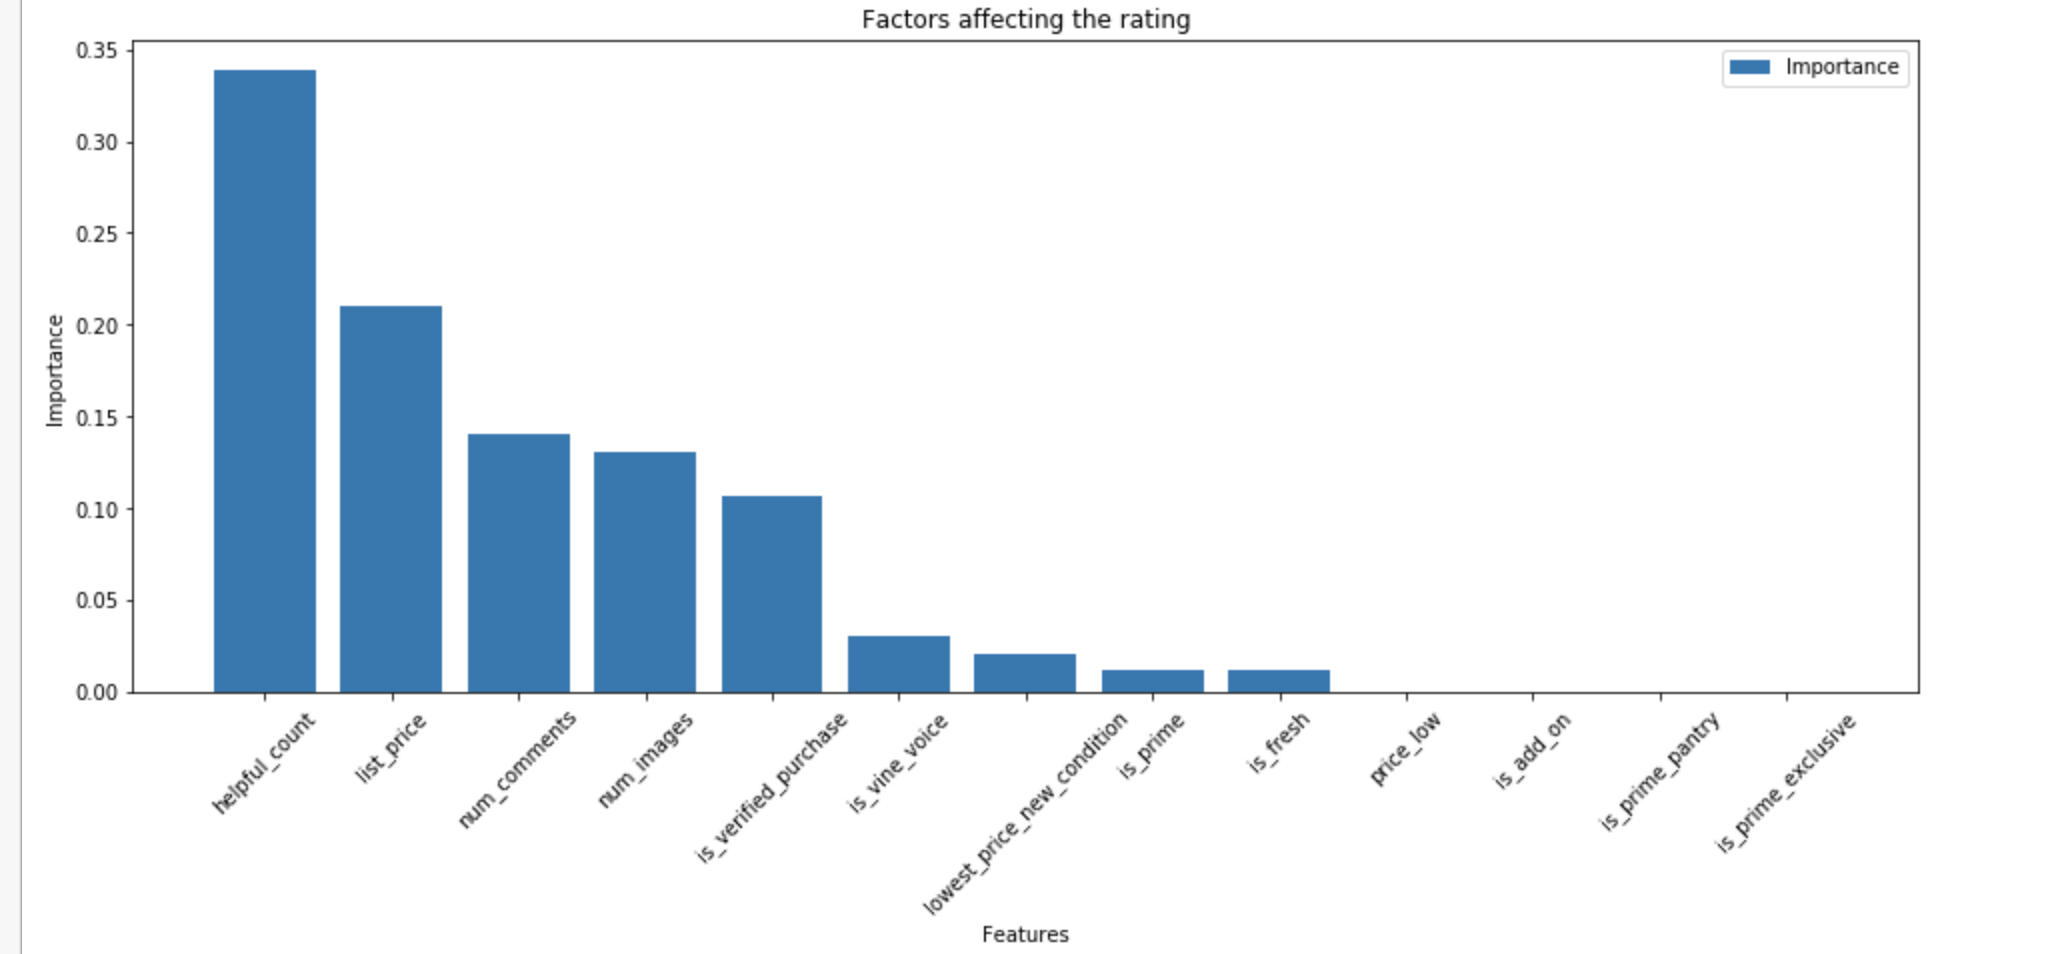 Factors affecting the rating
Importance
0.35
0.30
0.25
0.20
0.15
0.10
0.05
0.00
Importance
helpful_count
list_price
num_comments
num_images
is_verified_purchase
is_vine_voice
lowest_price_new_condition
is_prime
is_fresh
price_low
is_add_on
is_prime_pantry
is_prime_exclusive
Features